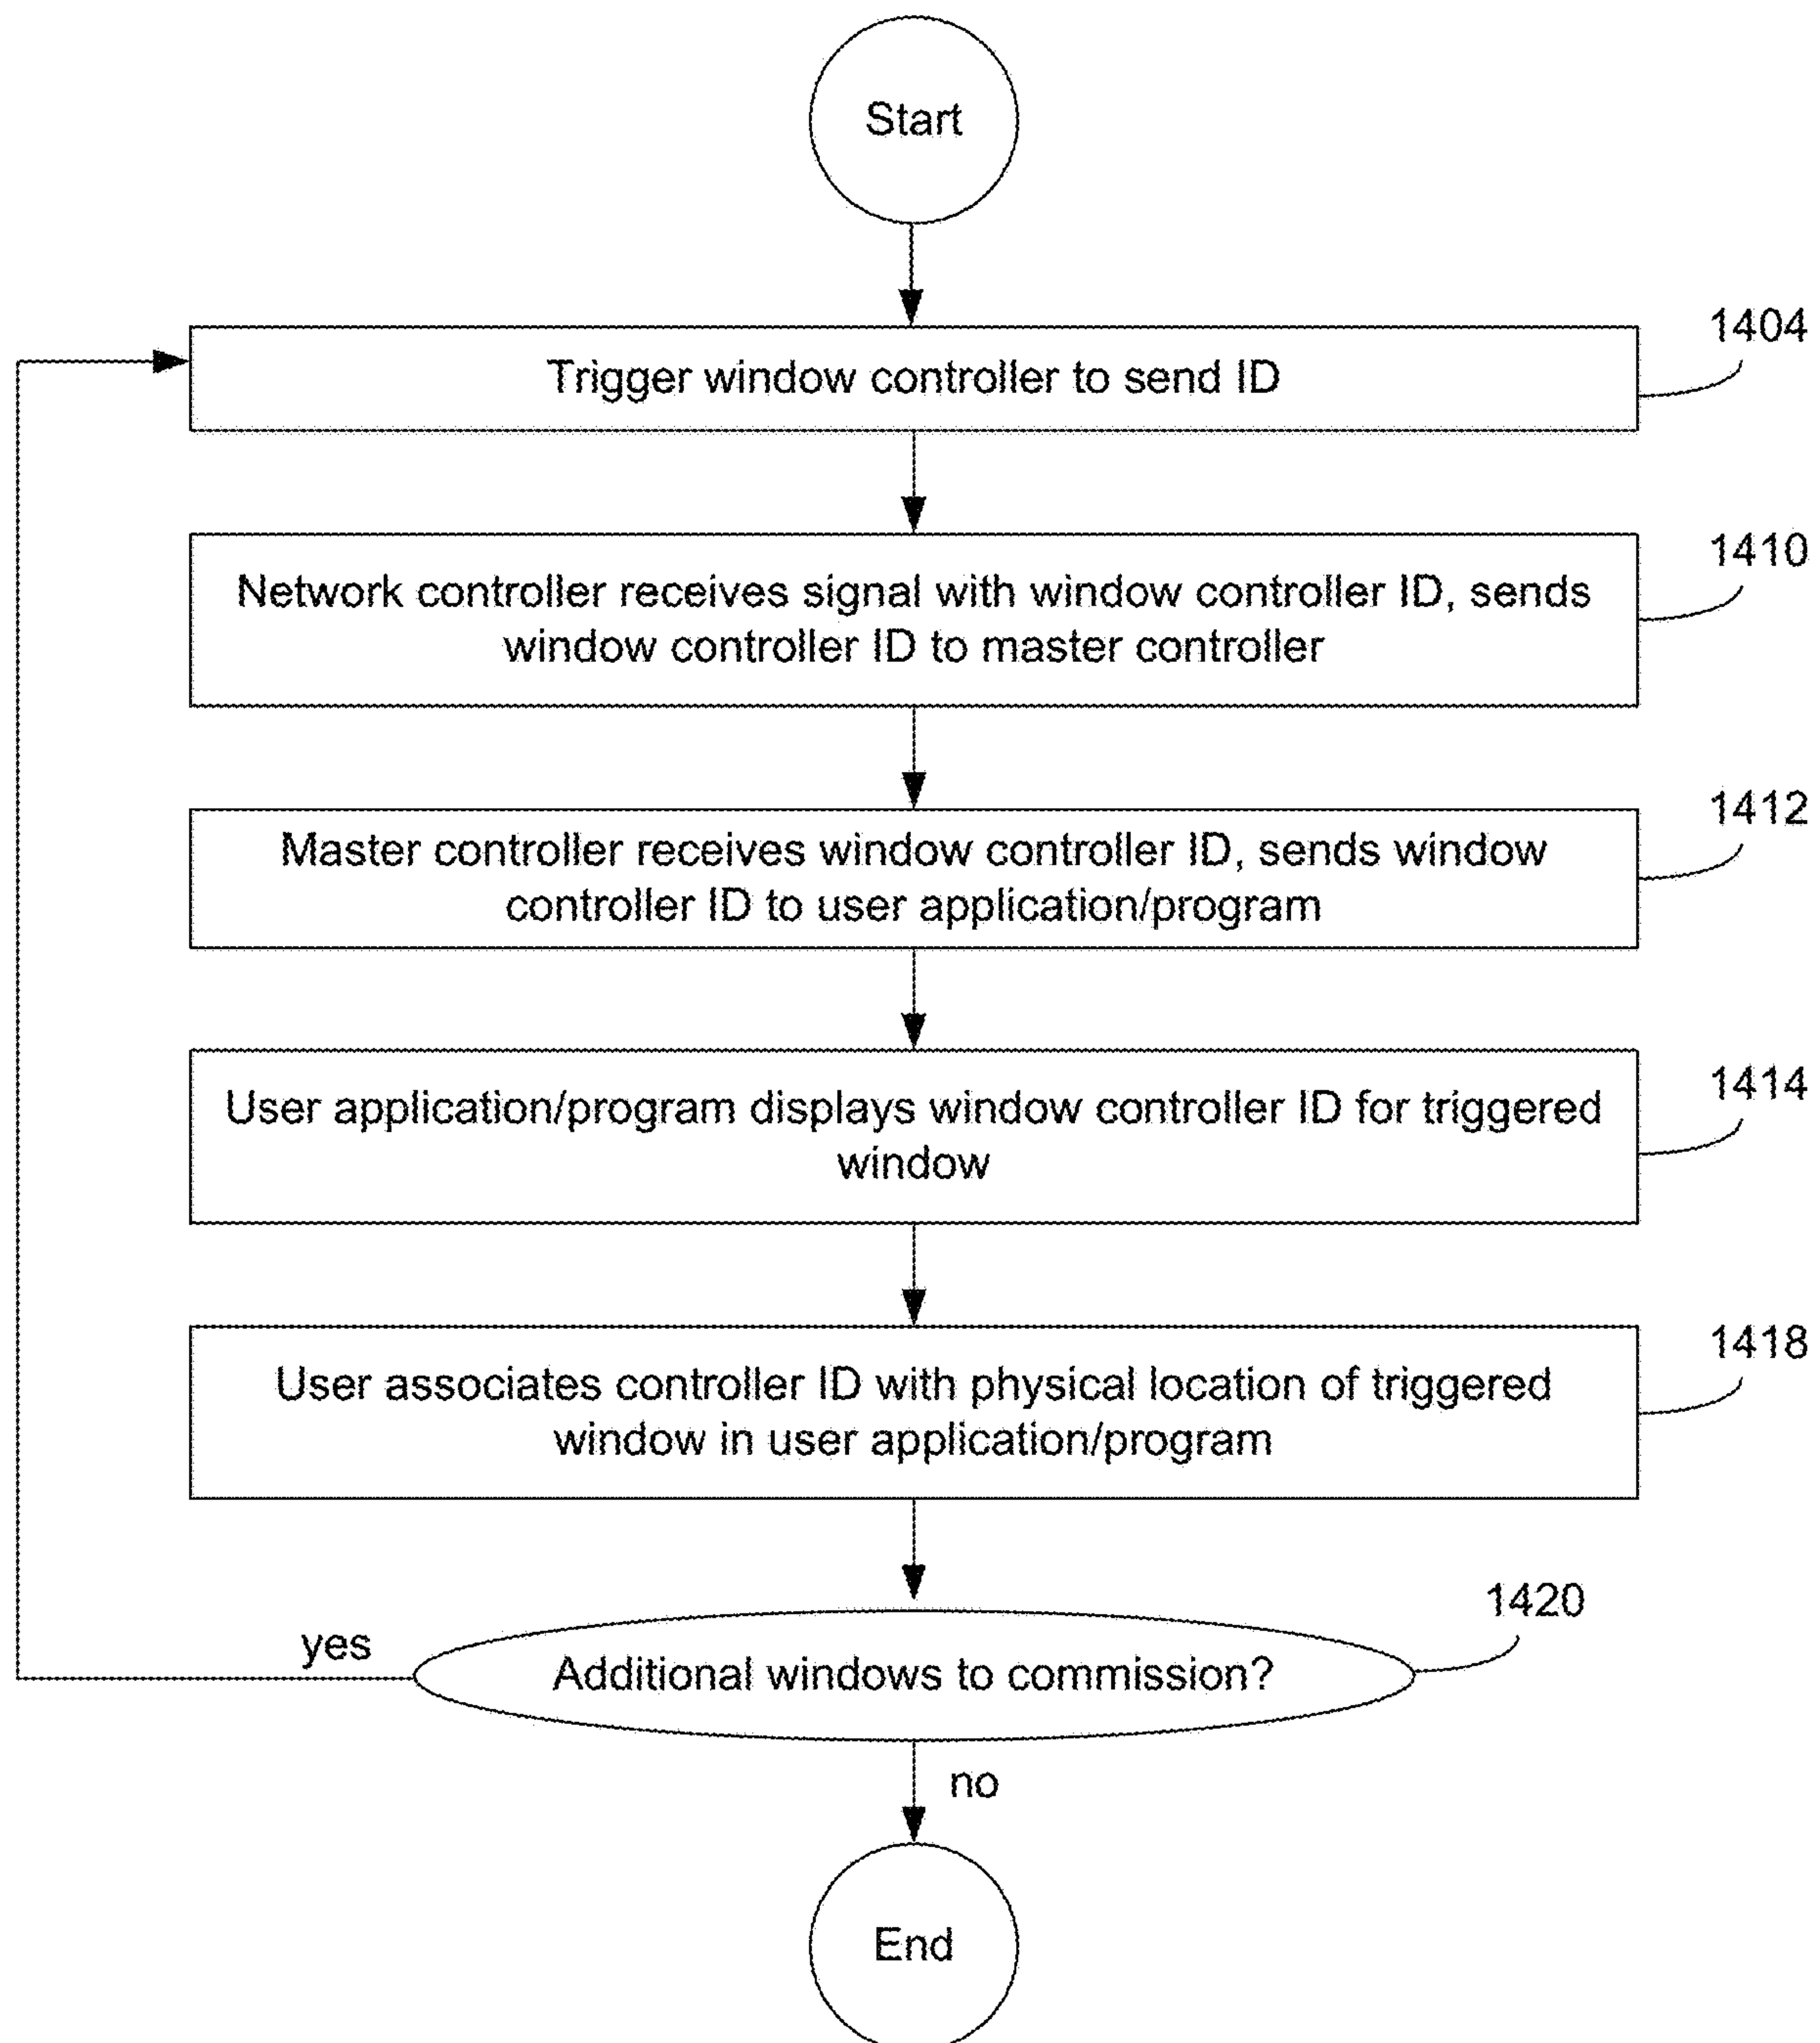 Start
1404
Trigger window controller to send ID
1410
Network controller receives signal with window controller ID, sends
window controller ID to master controller
1412
Master controller receives window controller ID, sends window
controller ID to user application/program
1414
User application/program displays window controller ID for triggered
window
1418
User associates controller ID with physical location of triggered
window in user application/program
1420
yes
Additional windows to commission?
no
End